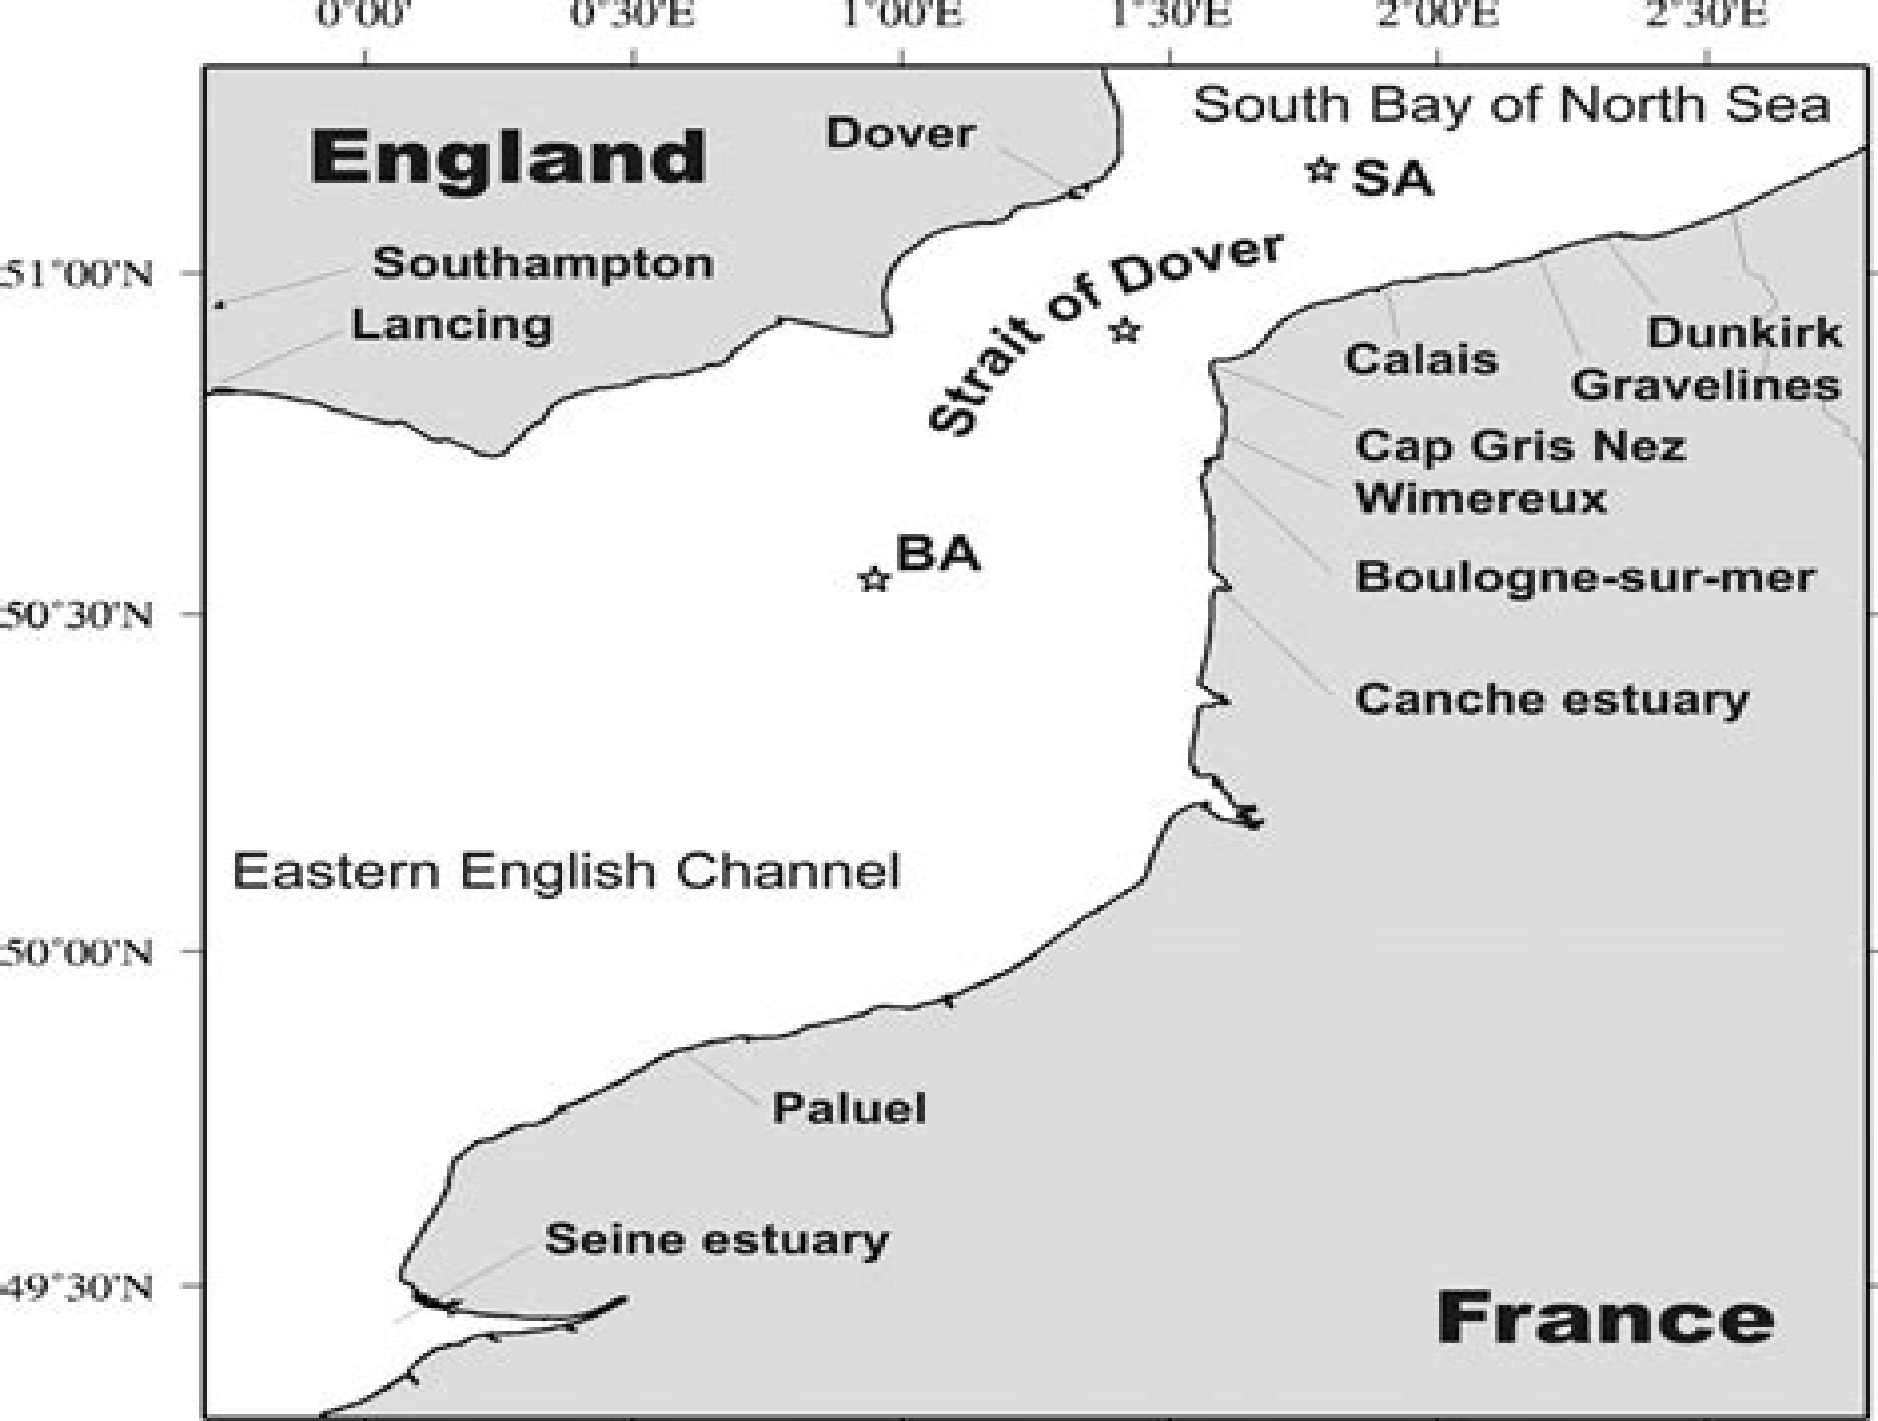 0°00' 0°30'E 1°00'E 1°30'E 2°00'E 2°30'E
South Bay of North Sea
Dover
England
SA
Strait of Dover
51°00'N
Southampton
Lancing
Dunkirk
Calais
Gravelines
Cap Gris Nez
Wimereux
BA
Boulogne-sur-mer
50°30'N
Canche estuary
Eastern English Channel
50°00'N
Paluel
Seine estuary
49°30'N
France